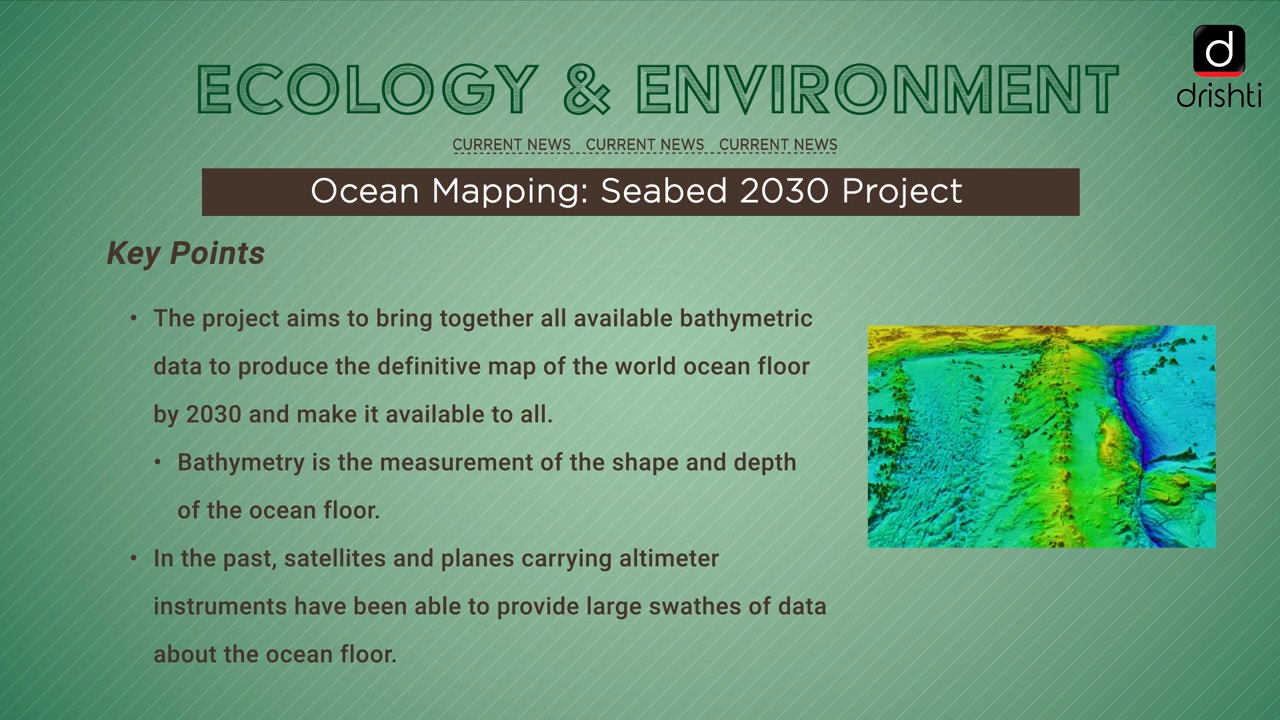 d
drishti
ECOLOGY & ENVIRONMENT
CURRENT NEWS CURRENT NEWS CURRENT NEWS
Ocean Mapping: Seabed 2030 Project
Key Points
• The project aims to bring together all available bathymetric
data to produce the definitive map of the world ocean floor
by 2030 and make it available to all.
• Bathymetry is the measurement of the shape and depth
of the ocean floor.
• In the past, satellites and planes carrying altimeter
instruments have been able to provide large swathes of data
about the ocean floor.